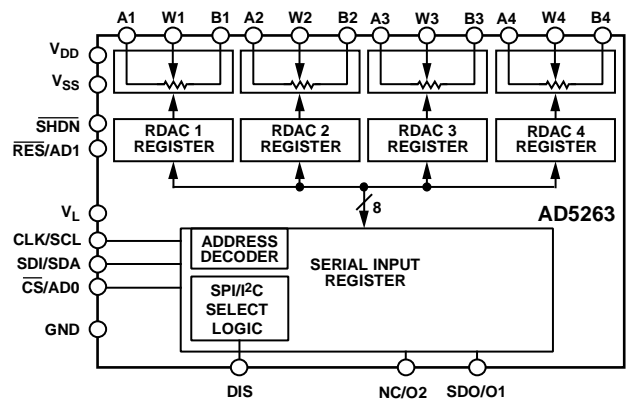 A1 W1 B1 A2 W2 B2 A3 W3 B3 A4 W4 B4
VDD
VSS
SHDN
RES/AD1
RDAC 1 REGISTER
RDAC 2 REGISTER
RDAC 3 REGISTER
RDAC 4 REGISTER
8
AD5263
VL
CLK/SCL
SDI/SDA
CS/AD0
GND
ADDRESS
DECODER
SERIAL INPUT
REGISTER
SPI/I2C
SELECT
LOGIC
DIS
NC/O2
SDO/O1